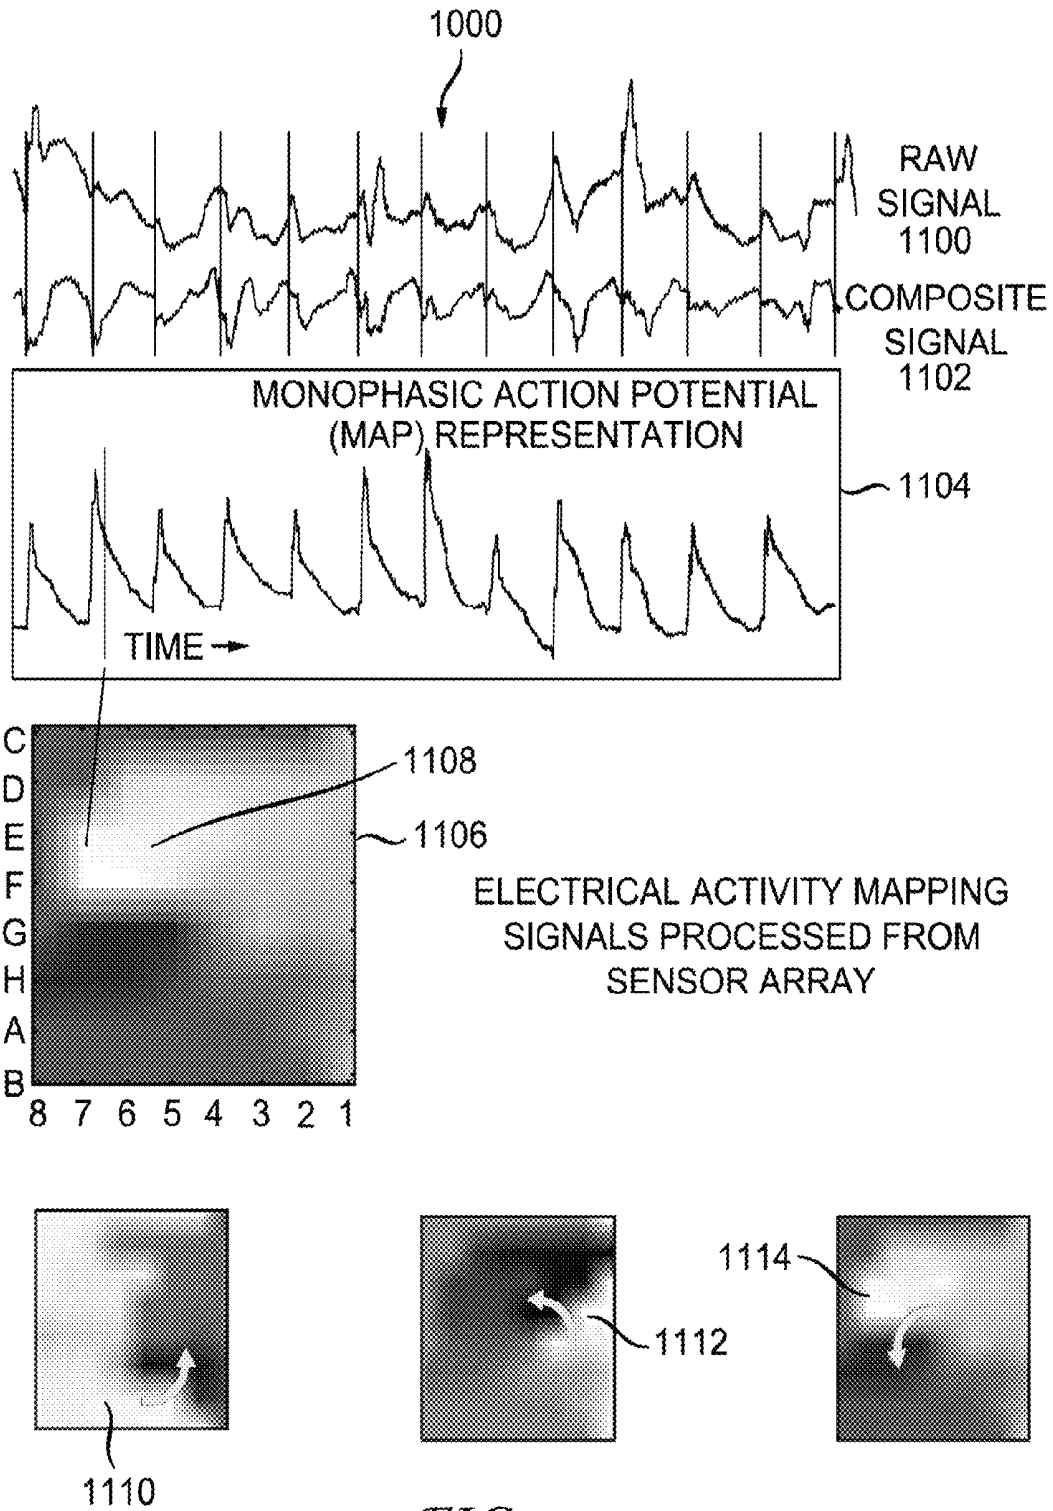 1000
RAW
SIGNAL
1100
COMPOSITE
SIGNAL
1102
MONOPHASIC ACTION POTENTIAL
(MAP) REPRESENTATION
1104
TIME
C
D
E
F
G
H
A
B
8 7 6 5 4 3 2 1
1108
1106
ELECTRICAL ACTIVITY MAPPING
SIGNALS PROCESSED FROM
SENSOR ARRAY
1110
1112
1114